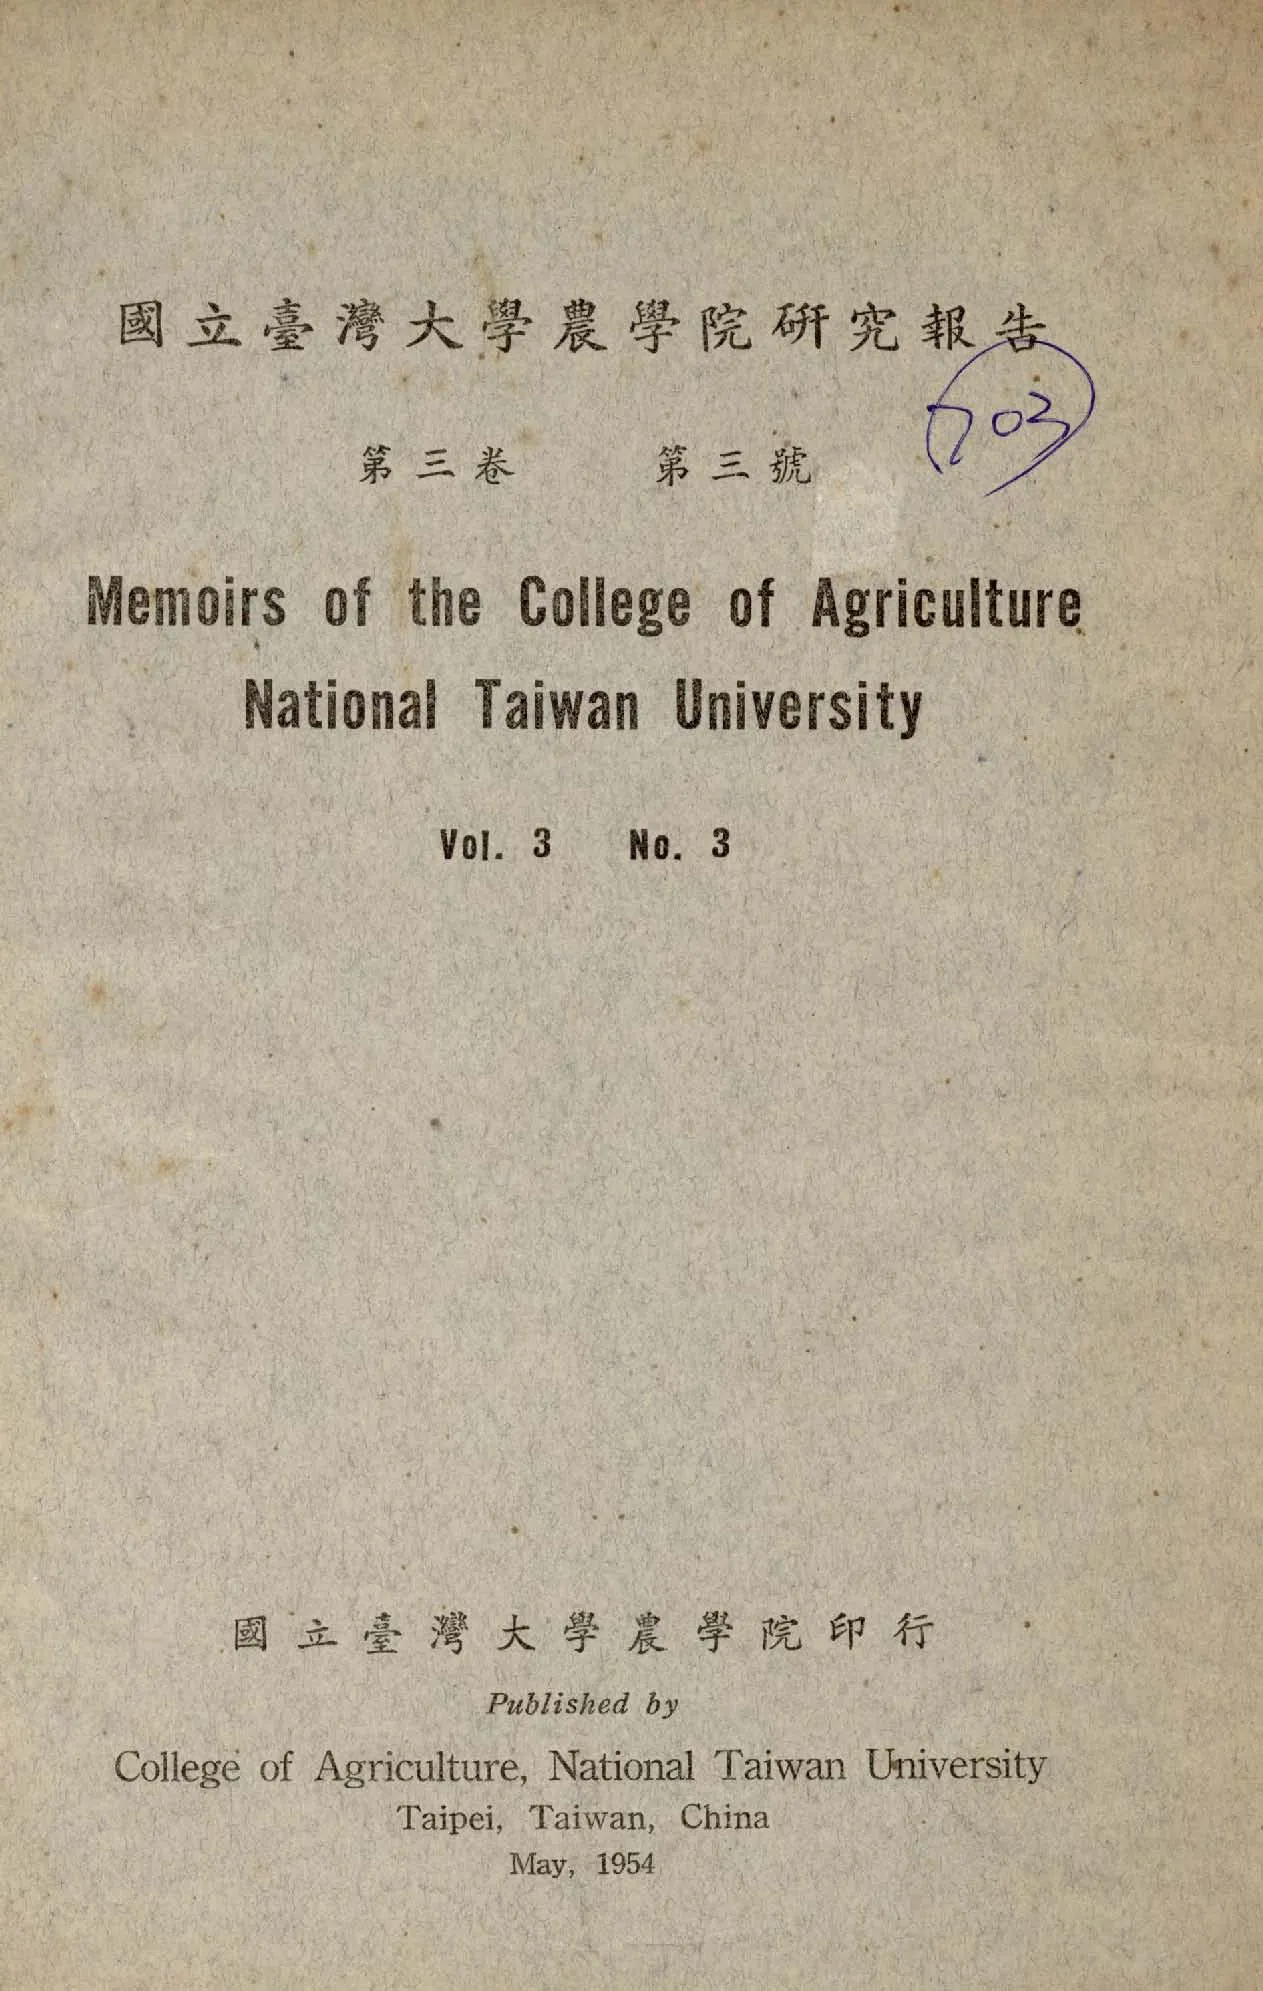 國立臺灣大學農學院研究報告
703
第三卷 第三號
Memoirs of the College of Agriculture
National Taiwan University
Vol. 3 No. 3
國立臺灣大學農學院印行
Published by
College of Agriculture, National Taiwan University
Taipei, Taiwan, China
May, 1954